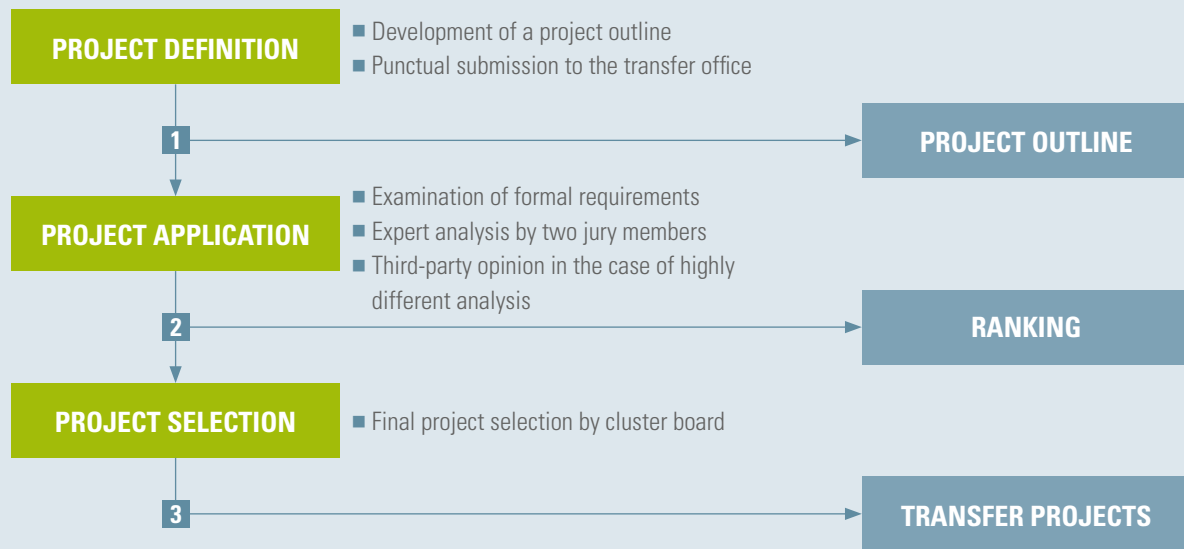 PROJECT DEFINITION
■ Development of a project outline
■ Punctual submission to the transfer office
1
PROJECT OUTLINE
PROJECT APPLICATION
■ Examination of formal requirements
■ Expert analysis by two jury members
■ Third-party opinion in the case of highly
different analysis
2
RANKING
PROJECT SELECTION
■ Final project selection by cluster board
3
TRANSFER PROJECTS